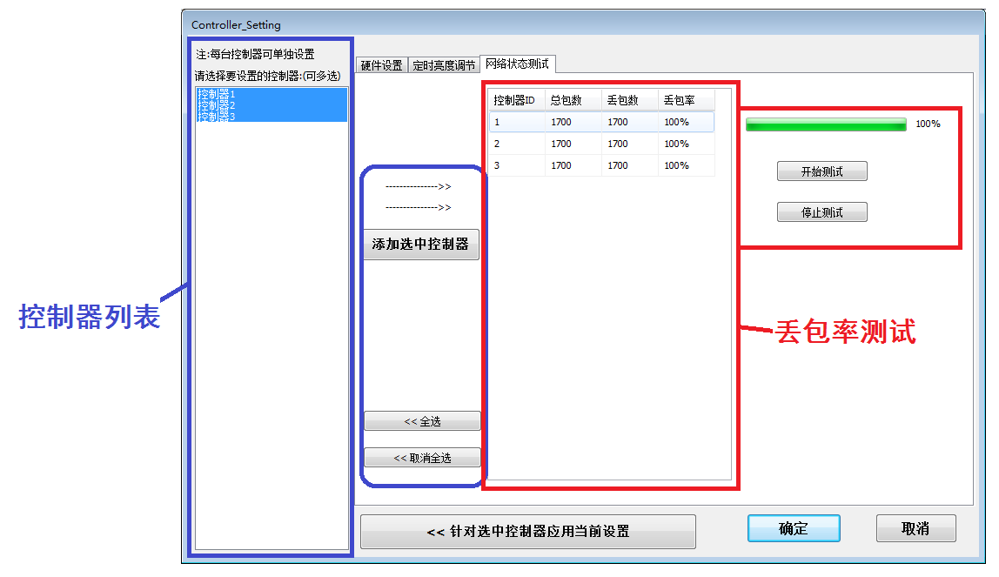 Controller_Setting
注:每台控制器可单独设置
请选择要设置的控制器:(可多选)
控制器1
控制器2
控制器3
硬件设置 定时亮度调节 网络状态测试
控制器ID 总包数 丢包数 丢包率
1 1700 1700 100%
2 1700 1700 100%
3 1700 1700 100%
100%
开始测试
停止测试
-------------->>
-------------->>
添加选中控制器
<< 全选
<< 取消全选
<< 针对选中控制器应用当前设置
确定
取消
控制器列表
丢包率测试